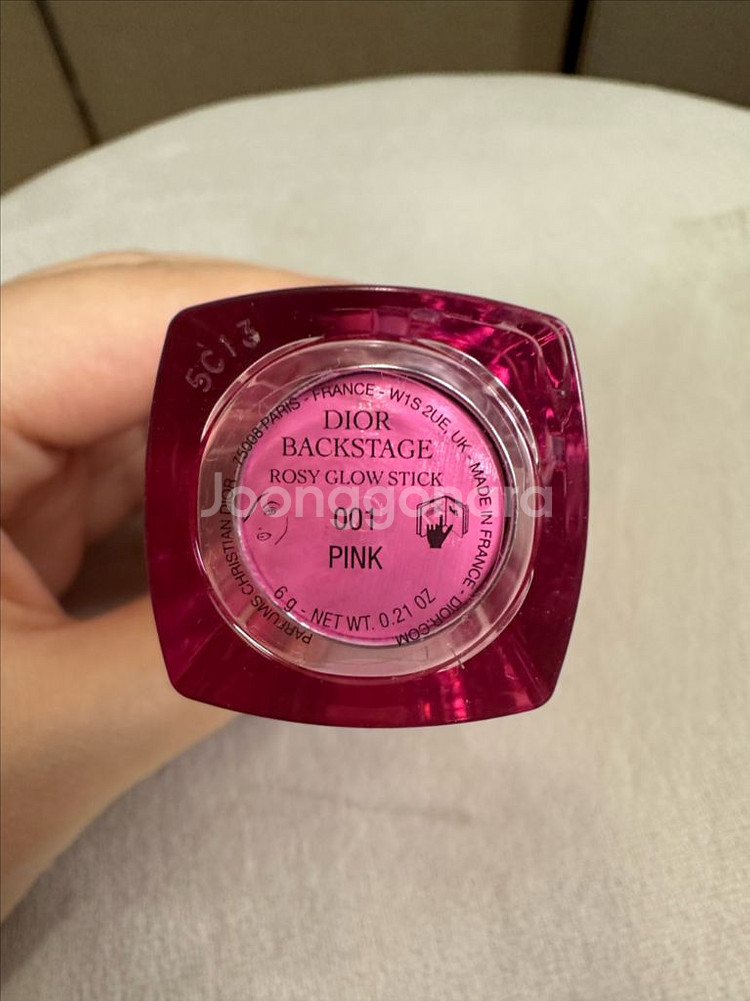 5C13
PARFUMS CHRISTIAN DIOR 75008 PARIS - FRANCE - W1S 2UE, UK - MADE IN FRANCE - DIOR.COM
DIOR
BACKSTAGE
ROSY GLOW STICK
Joonggonara
001
PINK
6 g - NET WT. 0.21 OZ